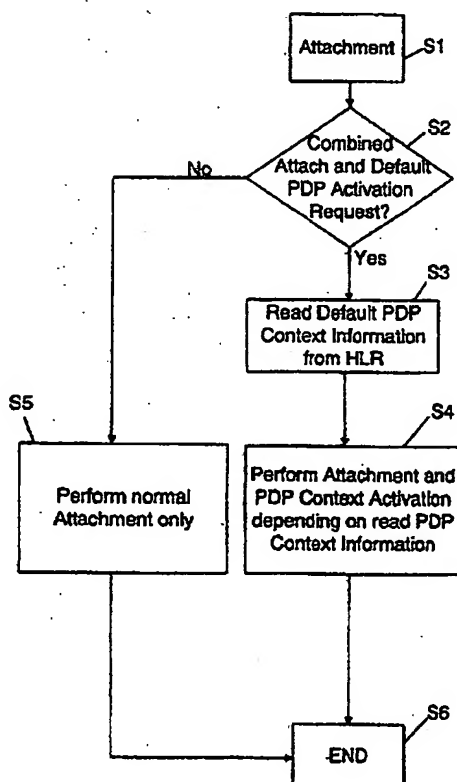 Attachment
S1
S2
Combined
Attach and Default
PDP Activation
Request?
No
Yes
S3
Read Default PDP
Context Information
from HLR
S5
S4
Perform normal
Attachment only
Perform Attachment and
PDP Context Activation
depending on read PDP
Context Information
S6
END